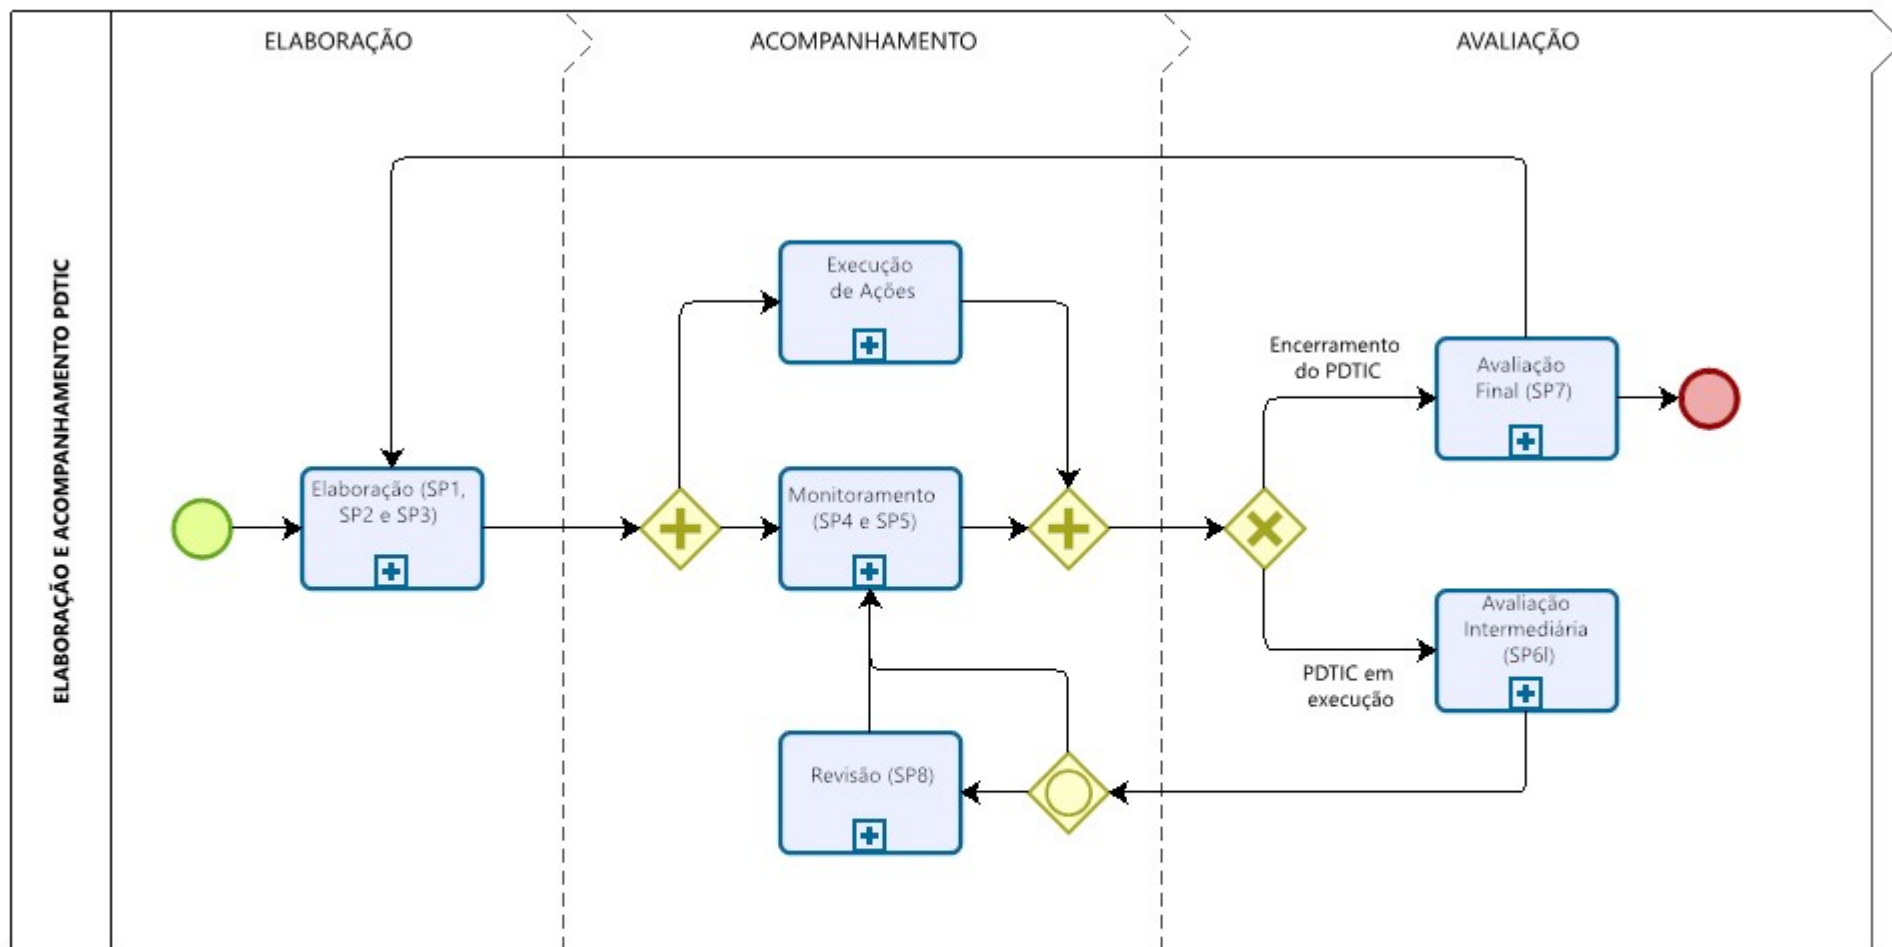 ELABORAÇÃO
ACOMPANHAMENTO
AVALIAÇÃO
ELABORAÇÃO E ACOMPANHAMENTO PDTIC
Elaboração (SP1,
SP2 e SP3)
Execução
de Ações
Monitoramento
(SP4 e SP5)
Revisão (SP8)
Encerramento
do PDTIC
Avaliação
Final (SP7)
PDTIC em
execução
Avaliação
Intermediária
(SP6l)